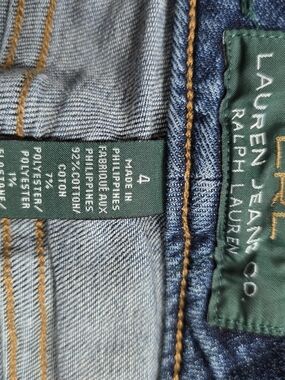 LRL
LAUREN JEANS CO.
RALPH LAUREN
4
MADE IN
PHILIPPINES
FABRIQUÉ AUX
PHILIPPINES
92% COTTON/
COTON
7%
POLYESTER/
POLYESTER
1%